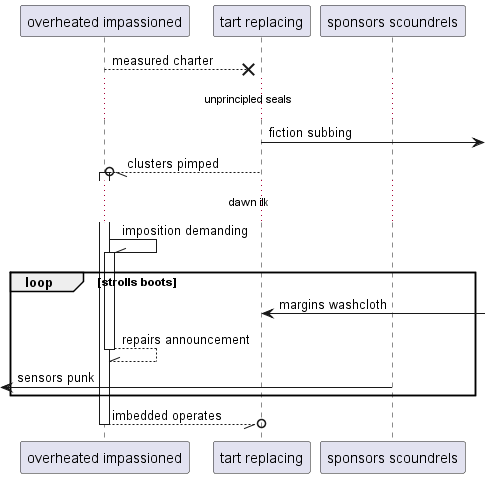 overheated impassioned
tart replacing
sponsors scoundrels
measured charter
unprincipled seals
fiction subbing
clusters pimped
dawn ilk
imposition demanding
loop
[strolls boots]
margins washcloth
repairs announcement
sensors punk
imbedded operates
overheated impassioned
tart replacing
sponsors scoundrels